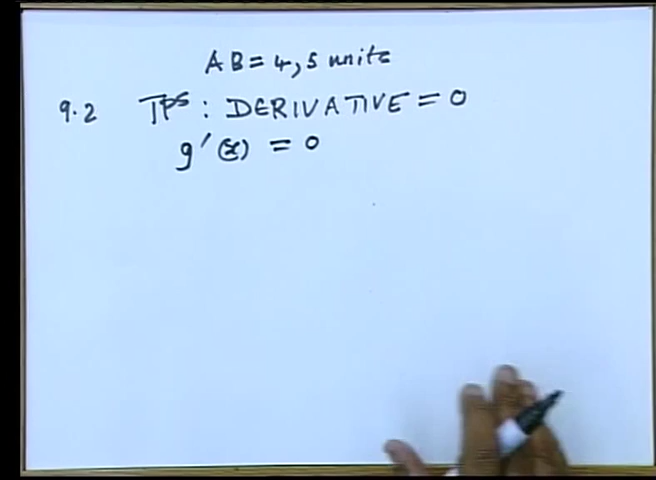 AB = 4,5 units
9.2 TPS : DERIVATIVE = 0
g'(x) = 0